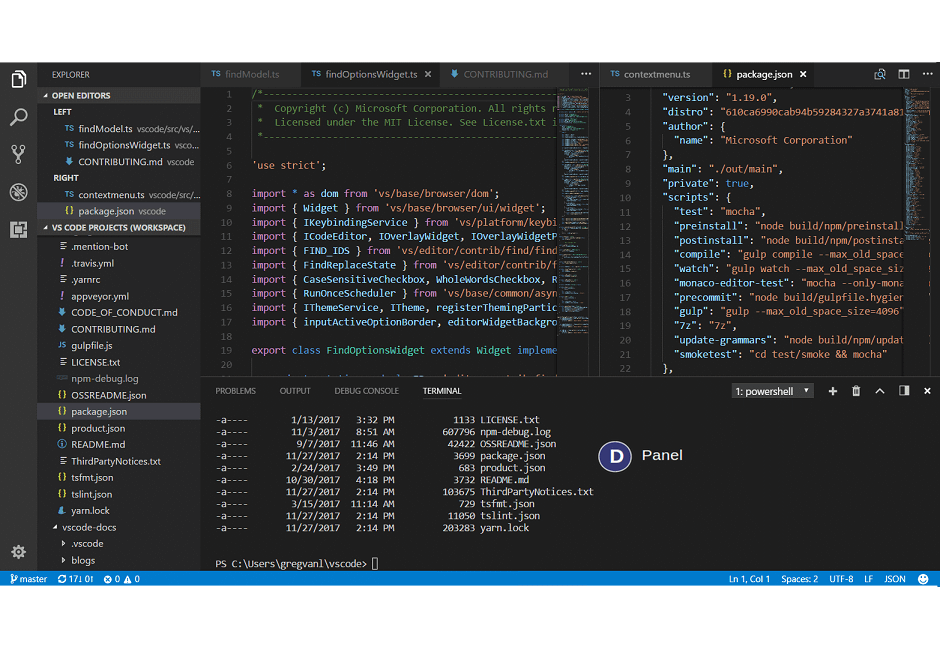 EXPLORER
OPEN EDITORS
LEFT
TS findModel.ts vscode/src/vs/...
TS findOptionsWidget.ts vsco...
CONTRIBUTING.md vscode
RIGHT
TS contextmenu.ts vscode/src/...
{} package.json vscode
VS CODE PROJECTS (WORKSPACE)
.mention-bot
! .travis.yml
.yarnrc
! appveyor.yml
CODE_OF_CONDUCT.md
CONTRIBUTING.md
JS gulpfile.js
LICENSE.txt
npm-debug.log
{} OSSREADME.json
{} package.json
{} product.json
README.md
ThirdPartyNotices.txt
{} tsfmt.json
{} tslint.json
yarn.lock
vscode-docs
.vscode
blogs
TS findModel.ts TS findOptionsWidget.ts × CONTRIBUTING.md ...
1 /*---
2 * Copyright (c) Microsoft Corporation. All rights
3 * Licensed under the MIT License. See License.txt
4 *---
5
6 'use strict';
7
8 import * as dom from 'vs/base/browser/dom';
9 import { Widget } from 'vs/base/browser/ui/widget';
10 import { IKeybindingService } from 'vs/platform/keybi
11 import { ICodeEditor, IOverlayWidget, IOverlayWidgetP
12 import { FIND_IDS } from 'vs/editor/contrib/find/find
13 import { FindReplaceState } from 'vs/editor/contrib/f
14 import { CaseSensitiveCheckbox, WholeWordsCheckbox, R
15 import { RunOnceScheduler } from 'vs/base/common/asyn
16 import { IThemeService, ITheme, registerThemingPartic
17 import { inputActiveOptionBorder, editorWidgetBackgro
18
19 export class FindOptionsWidget extends Widget impleme
20
TS contextmenu.ts {} package.json × ...
3 "version": "1.19.0",
4 "distro": "610ca6990cab94b59284327a3741a81
5 "author": {
6 "name": "Microsoft Corporation"
7 },
8 "main": "./out/main",
9 "private": true,
10 "scripts": {
11 "test": "mocha",
12 "preinstall": "node build/npm/preinstall
13 "postinstall": "node build/npm/postinsta
14 "compile": "gulp compile --max_old_space
15 "watch": "gulp watch --max_old_space_siz
16 "monaco-editor-test": "mocha --only-mona
17 "precommit": "node build/gulpfile.hygien
18 "gulp": "gulp --max_old_space_size=4096"
19 "7z": "7z",
20 "update-grammars": "node build/npm/updat
21 "smoketest": "cd test/smoke && mocha"
22 },
PROBLEMS OUTPUT DEBUG CONSOLE TERMINAL 1: powershell
-a---- 1/13/2017 3:32 PM 1133 LICENSE.txt
-a---- 11/3/2017 8:51 AM 607796 npm-debug.log
-a---- 9/7/2017 11:46 AM 42422 OSSREADME.json
-a---- 11/27/2017 2:14 PM 3699 package.json
-a---- 2/24/2017 3:49 PM 683 product.json
-a---- 10/30/2017 4:18 PM 3732 README.md
-a---- 11/27/2017 2:14 PM 103675 ThirdPartyNotices.txt
-a---- 3/15/2017 11:14 AM 729 tsfmt.json
-a---- 11/27/2017 2:14 PM 11050 tslint.json
-a---- 11/27/2017 2:14 PM 203283 yarn.lock
PS C:\Users\gregvanl\vscode>
D Panel
master 17↓ 0↑ 0 0 Ln 1, Col 1 Spaces: 2 UTF-8 LF JSON